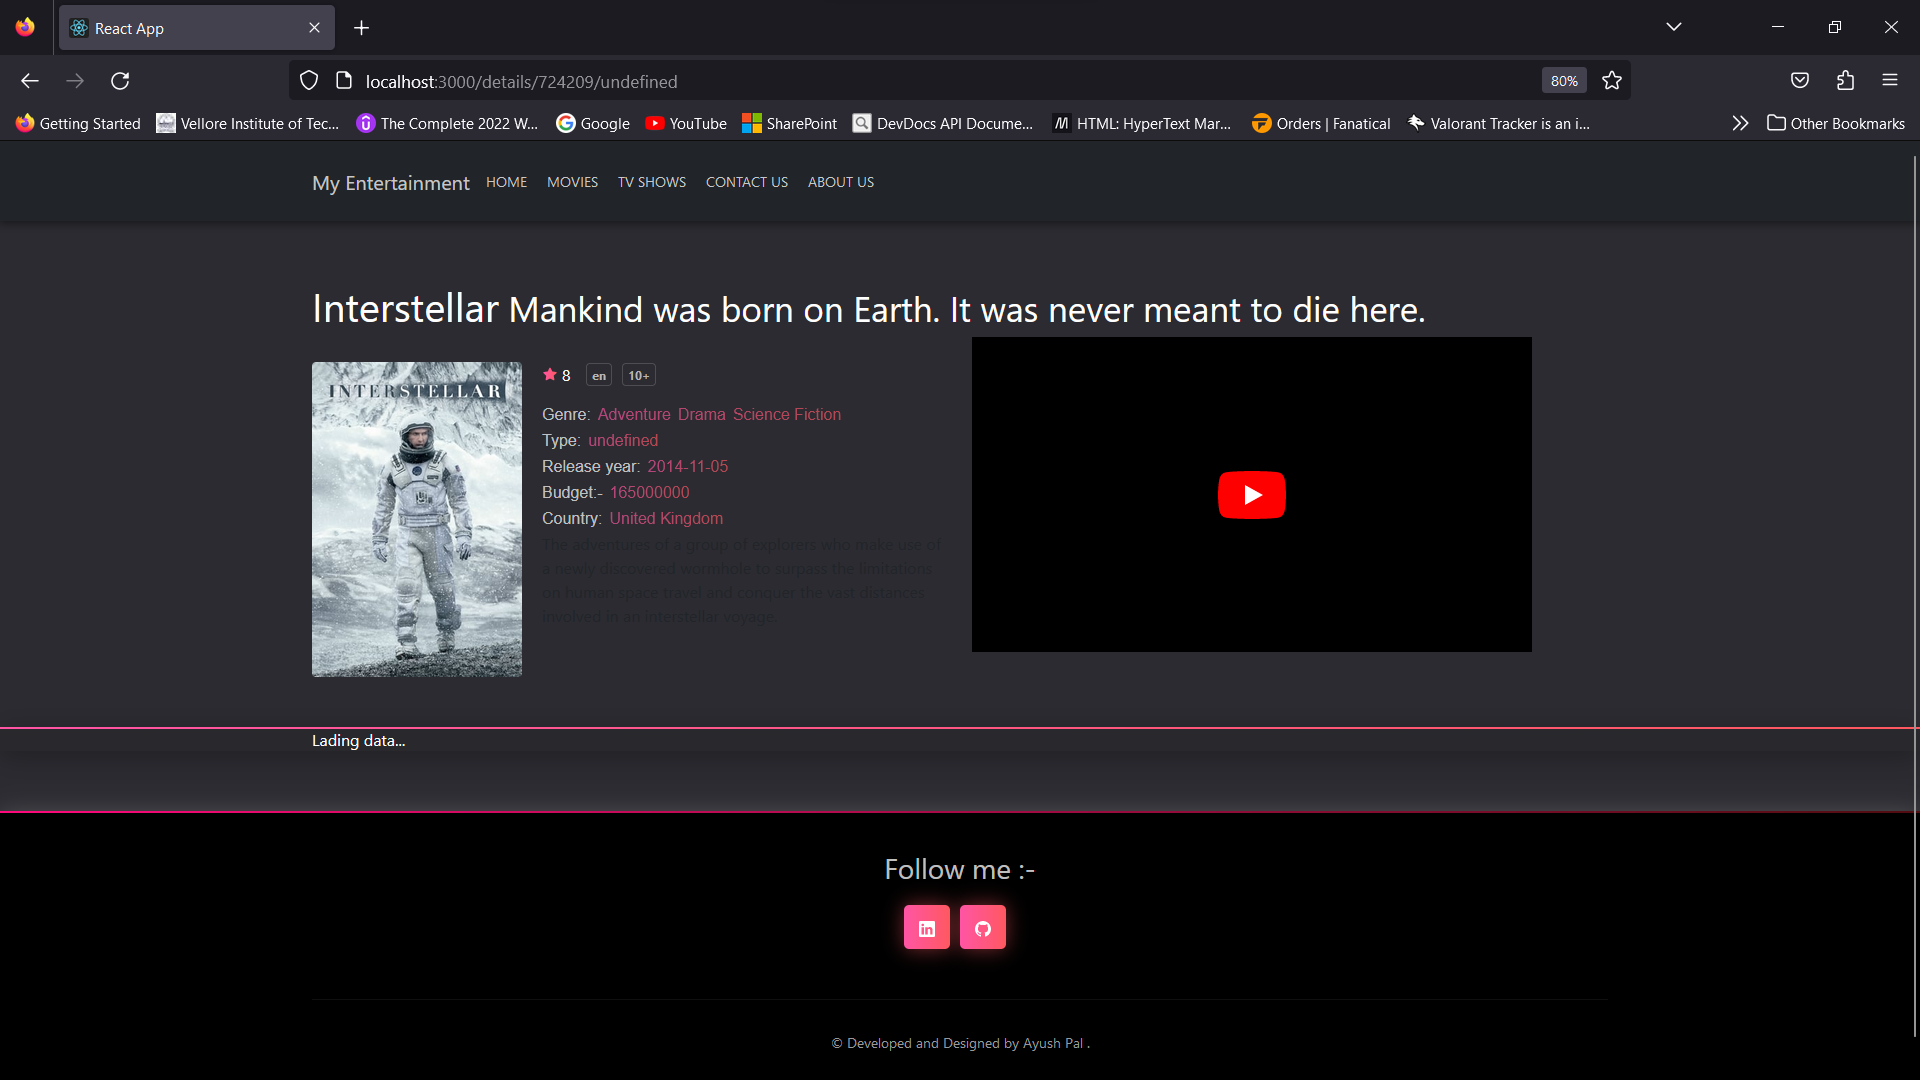 React App
localhost:3000/details/724209/undefined
80%
Getting Started
Vellore Institute of Tec...
The Complete 2022 W...
Google
YouTube
SharePoint
DevDocs API Docume...
HTML: HyperText Mar...
Orders | Fanatical
Valorant Tracker is an i...
Other Bookmarks
My Entertainment HOME MOVIES TV SHOWS CONTACT US ABOUT US
Interstellar Mankind was born on Earth. It was never meant to die here.
INTERSTELLAR
8 en 10+
Genre: Adventure Drama Science Fiction
Type: undefined
Release year: 2014-11-05
Budget:- 165000000
Country: United Kingdom
The adventures of a group of explorers who make use of
a newly discovered wormhole to surpass the limitations
on human space travel and conquer the vast distances
involved in an interstellar voyage.
Lading data...
Follow me :-
© Developed and Designed by Ayush Pal .